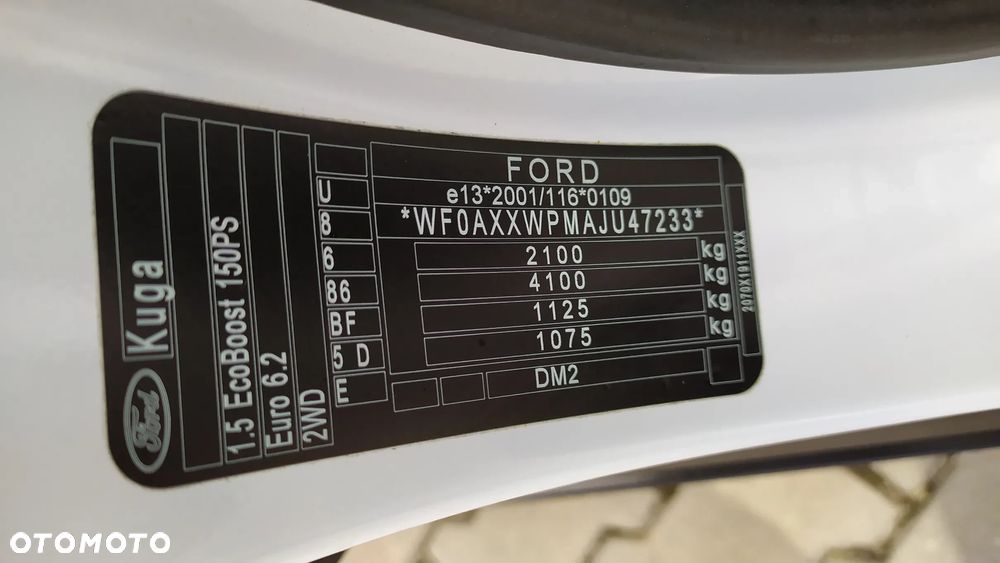 FORD
e13*2001/116*0109
*WF0AXXWPMAJU47233*
2100 kg
4100 kg
1125 kg
1075 kg
DM2
2070X1911XXX
U
8
6
86
BF
5 D
E
2WD
Euro 6.2
1.5 EcoBoost 150PS
Kuga
Ford
OTOMOTO